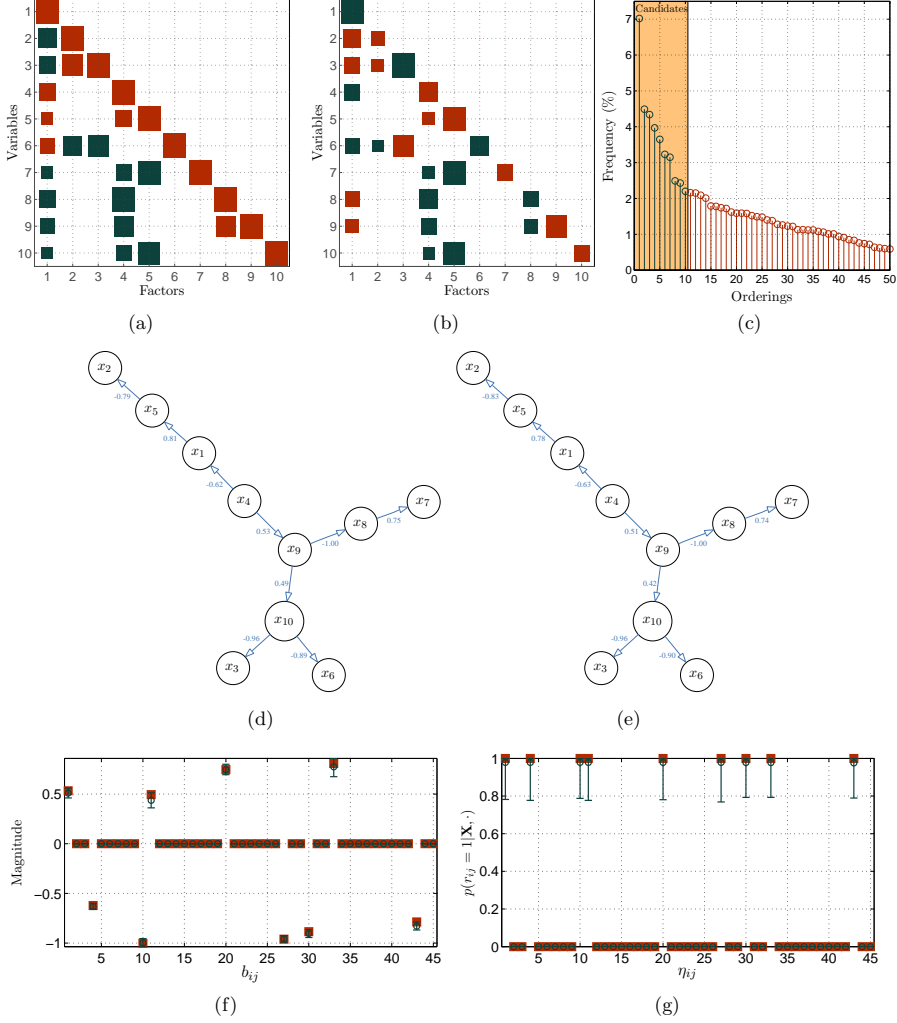 1
2
3
4
5
6
7
8
9
10
Variables
1 2 3 4 5 6 7 8 9 10
Factors
(a)
1
2
3
4
5
6
7
8
9
10
Variables
1 2 3 4 5 6 7 8 9 10
Factors
(b)
Candidates
7%
6
5
4
3
2
1
0
Frequency (%)
0 5 10 15 20 25 30 35 40 45 50
Orderings
(c)
x2
-0.79
x5
0.81
x1
-0.62
x4
0.53
x9
-1.00
x8
0.75
x7
0.49
x10
-0.96
x3
-0.89
x6
(d)
x2
-0.83
x5
0.78
x1
-0.63
x4
0.51
x9
-1.00
x8
0.74
x7
0.42
x10
-0.96
x3
-0.90
x6
(e)
0.5
0
−0.5
−1
Magnitude
5 10 15 20 25 30 35 40 45
bij
(f)
1
0.8
0.6
0.4
0.2
0
p(rij = 1|X, ·)
5 10 15 20 25 30 35 40 45
ηij
(g)